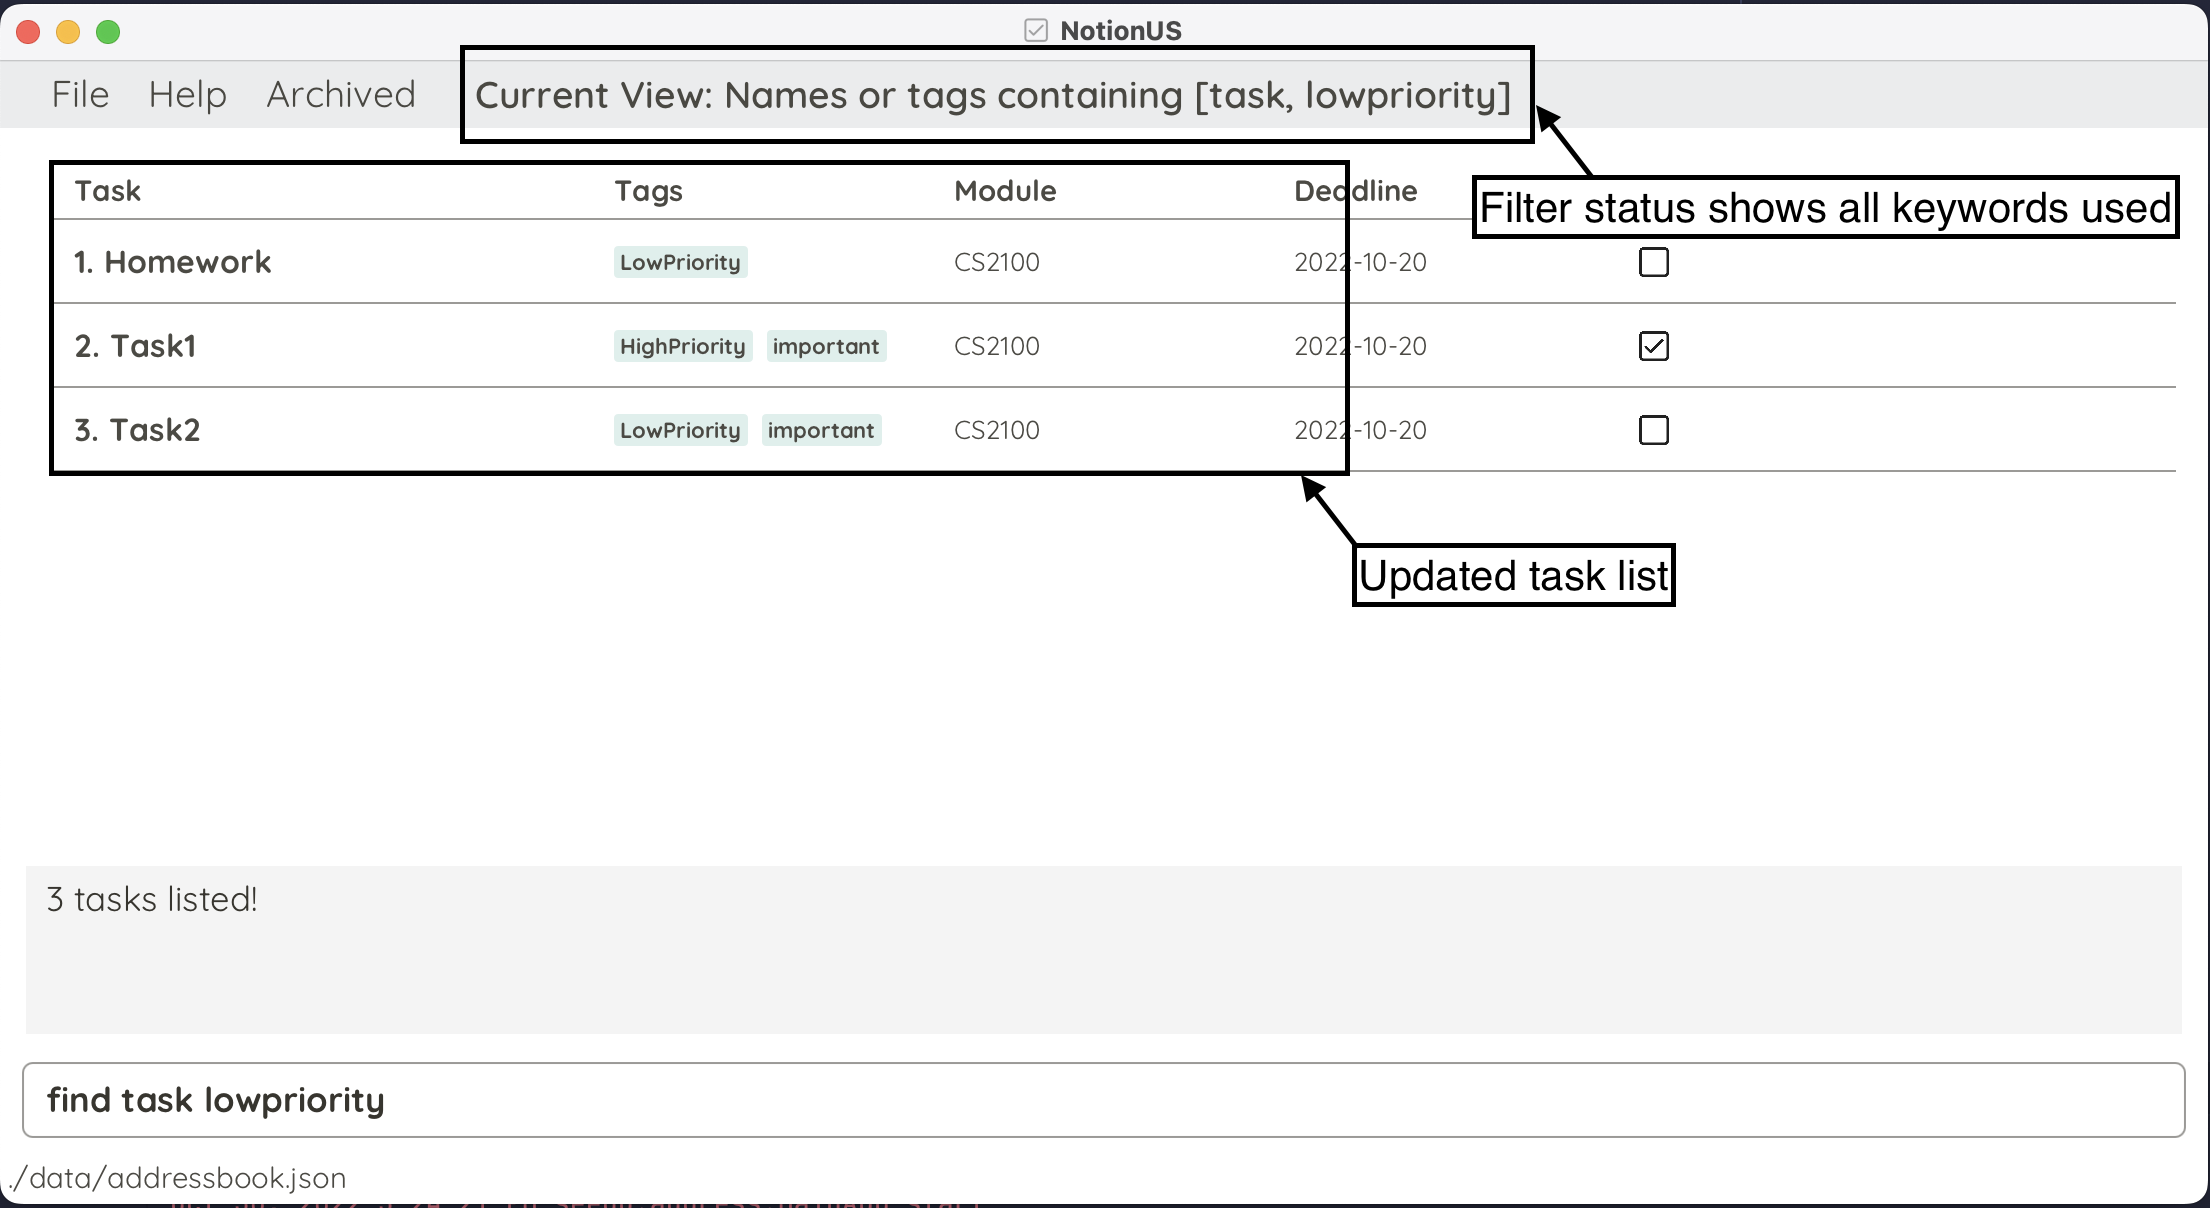 NotionUS
File Help Archived Current View: Names or tags containing [task, lowpriority]
Filter status shows all keywords used
Task Tags Module Deadline
1. Homework LowPriority CS2100 2022-10-20
2. Task1 HighPriority important CS2100 2022-10-20
3. Task2 LowPriority important CS2100 2022-10-20
Updated task list
3 tasks listed!
find task lowpriority
./data/addressbook.json